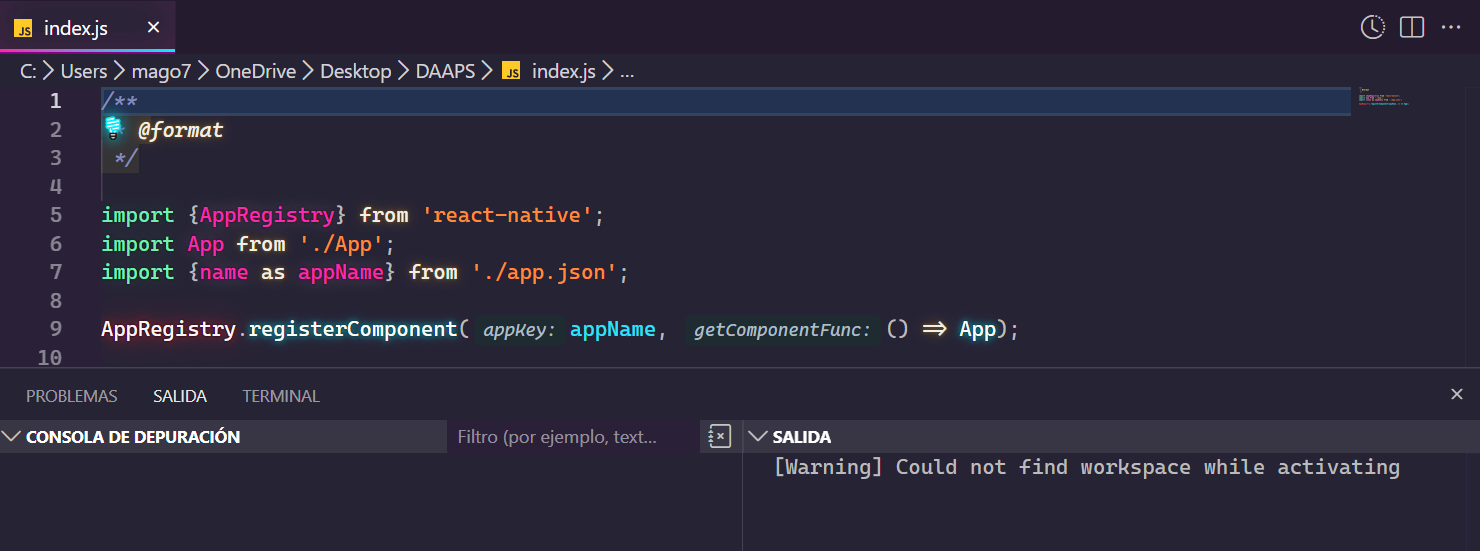 JS index.js ×
C: > Users > mago7 > OneDrive > Desktop > DAAPS > JS index.js > ...
1 /**
2 @format
3 */
4
5 import {AppRegistry} from 'react-native';
6 import App from './App';
7 import {name as appName} from './app.json';
8
9 AppRegistry.registerComponent( appKey: appName, getComponentFunc: () => App);
10
PROBLEMAS SALIDA TERMINAL ×
CONSOLA DE DEPURACIÓN Filtro (por ejemplo, text... SALIDA
[Warning] Could not find workspace while activating